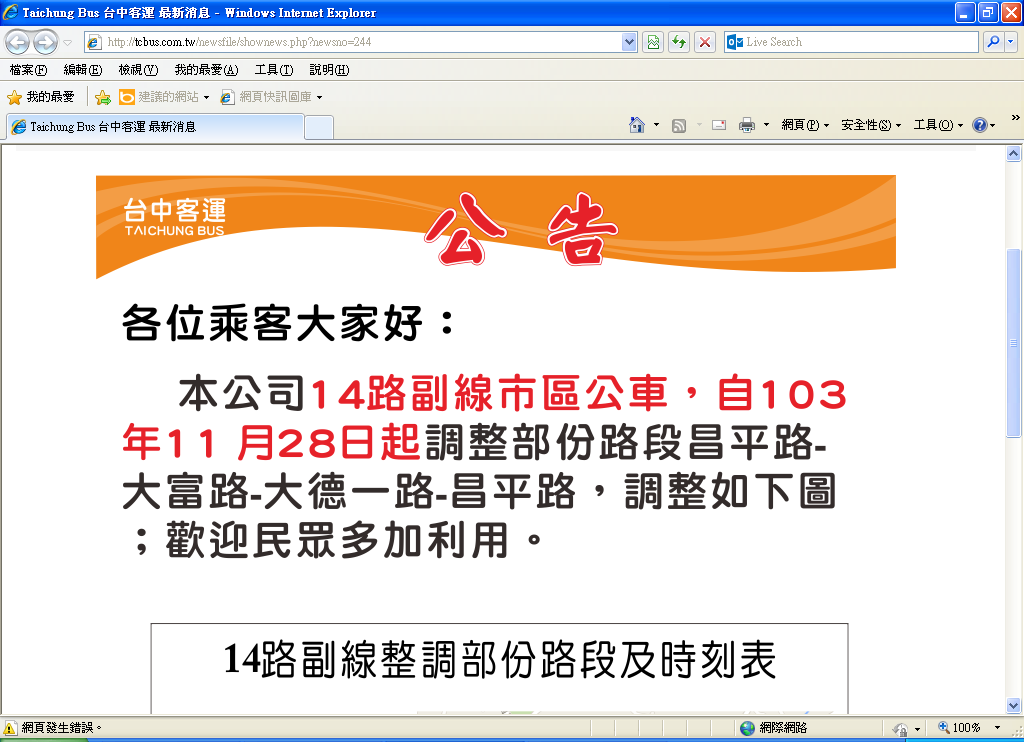 Taichung Bus 台中客運 最新消息 - Windows Internet Explorer
http://tcbus.com.tw/newsfile/shownews.php?newsno=244
Live Search
檔案(F) 編輯(E) 檢視(V) 我的最愛(A) 工具(T) 說明(H)
我的最愛 建議的網站 網頁快訊圖庫
Taichung Bus 台中客運 最新消息
網頁(P) 安全性(S) 工具(O)
台中客運
TAICHUNG BUS
公告
各位乘客大家好：
本公司14路副線市區公車，自103
年11 月28日起調整部份路段昌平路-
大富路-大德一路-昌平路，調整如下圖
；歡迎民眾多加利用。
14路副線整調部份路段及時刻表
網頁發生錯誤。
網際網路
100%